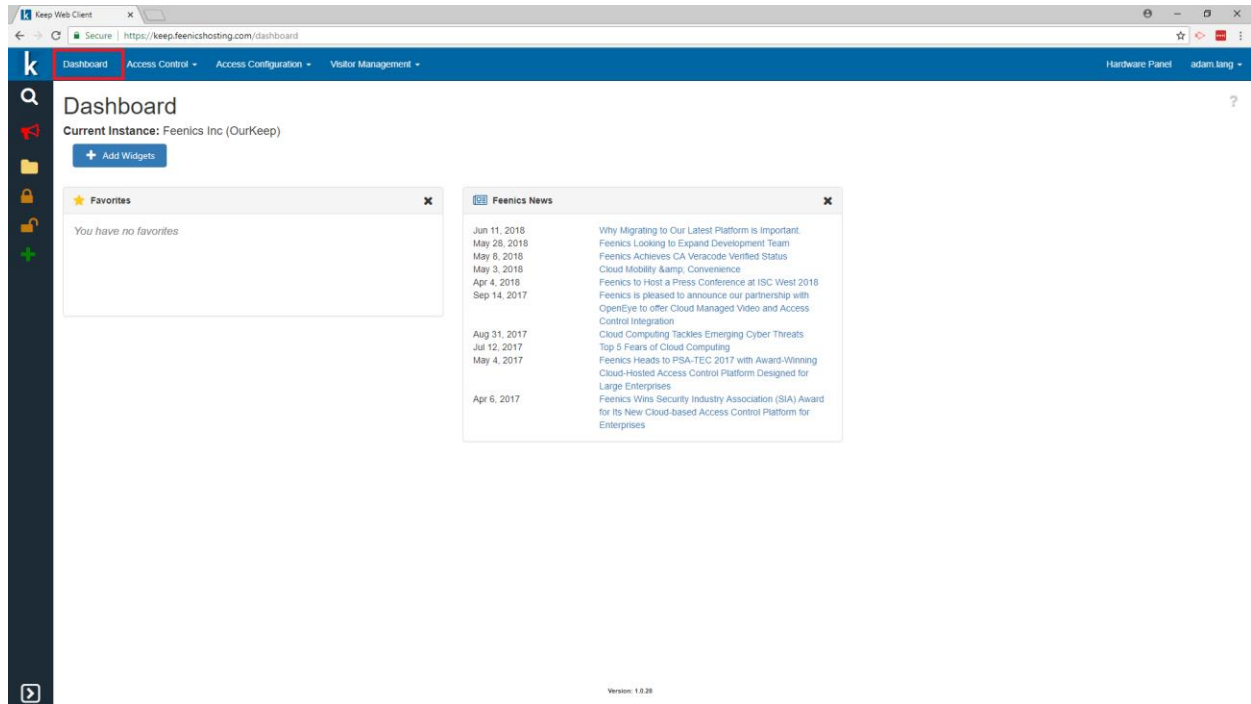 Keep Web Client
Secure | https://keep.feenicshosting.com/dashboard
k Dashboard Access Control Access Configuration Visitor Management Hardware Panel adam.lang
Dashboard ?
Current Instance: Feenics Inc (OurKeep)
+ Add Widgets
Favorites
You have no favorites
Feenics News
Jun 11, 2018 Why Migrating to Our Latest Platform is Important.
May 28, 2018 Feenics Looking to Expand Development Team
May 8, 2018 Feenics Achieves CA Veracode Verified Status
May 3, 2018 Cloud Mobility &amp; Convenience
Apr 4, 2018 Feenics to Host a Press Conference at ISC West 2018
Sep 14, 2017 Feenics is pleased to announce our partnership with
OpenEye to offer Cloud Managed Video and Access
Control Integration
Aug 31, 2017 Cloud Computing Tackles Emerging Cyber Threats
Jul 12, 2017 Top 5 Fears of Cloud Computing
May 4, 2017 Feenics Heads to PSA-TEC 2017 with Award-Winning
Cloud-Hosted Access Control Platform Designed for
Large Enterprises
Apr 6, 2017 Feenics Wins Security Industry Association (SIA) Award
for Its New Cloud-based Access Control Platform for
Enterprises
Version: 1.0.26